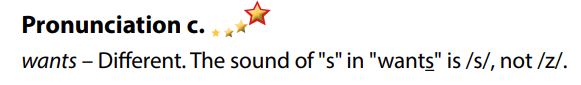 Pronunciation c.
wants – Different. The sound of "s" in "wants" is /s/, not /z/.